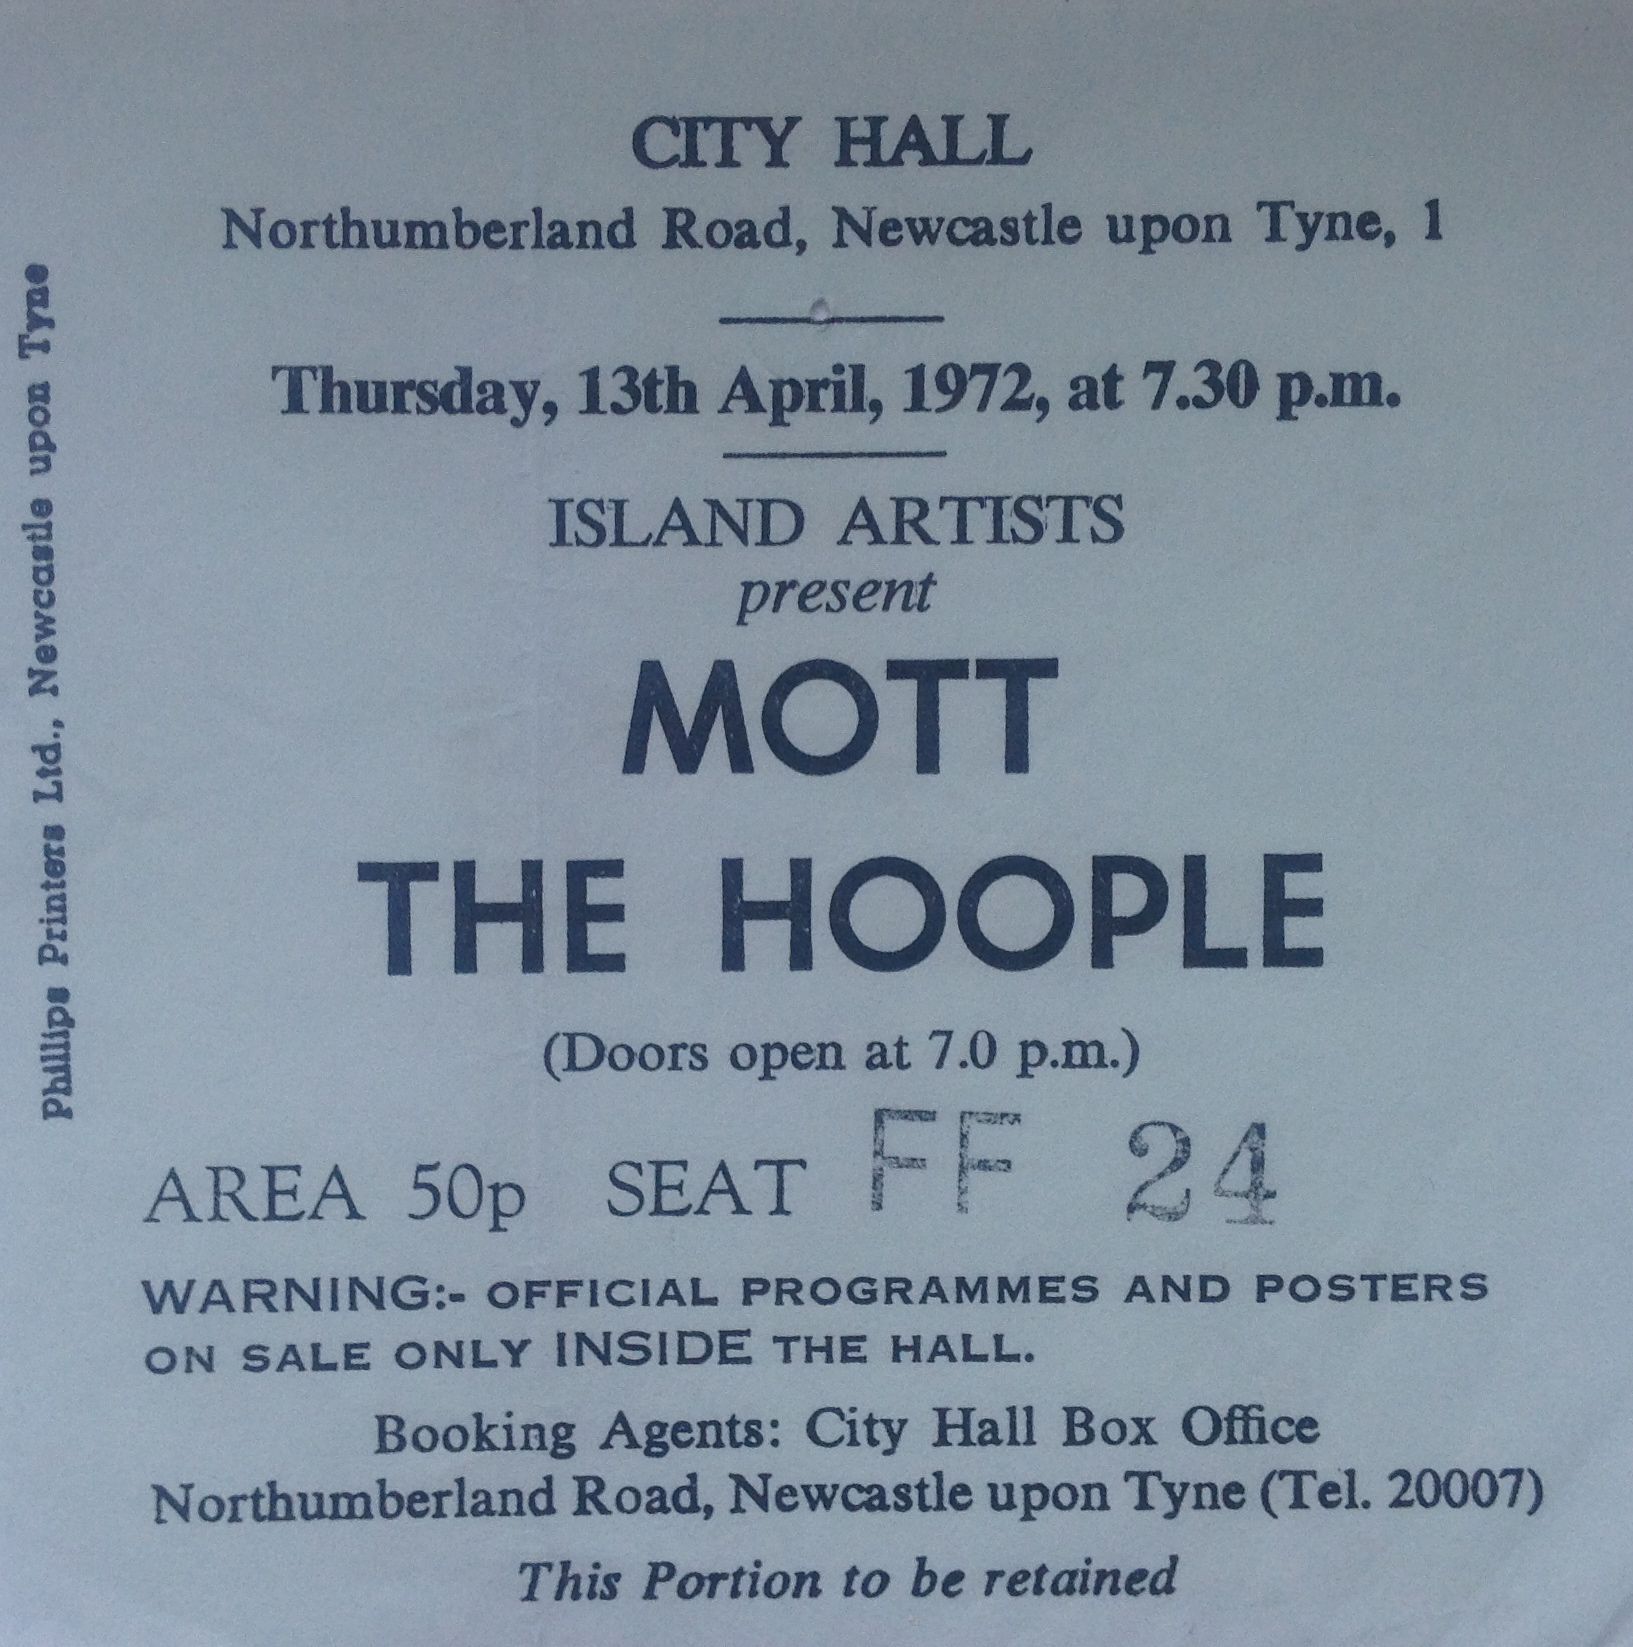 CITY HALL
Northumberland Road, Newcastle upon Tyne, 1
Thursday, 13th April, 1972, at 7.30 p.m.
ISLAND ARTISTS
present
MOTT
THE HOOPLE
(Doors open at 7.0 p.m.)
AREA 50p SEAT FF 24
WARNING:- OFFICIAL PROGRAMMES AND POSTERS
ON SALE ONLY INSIDE THE HALL.
Booking Agents: City Hall Box Office
Northumberland Road, Newcastle upon Tyne (Tel. 20007)
This Portion to be retained
Phillips Printers Ltd., Newcastle upon Tyne